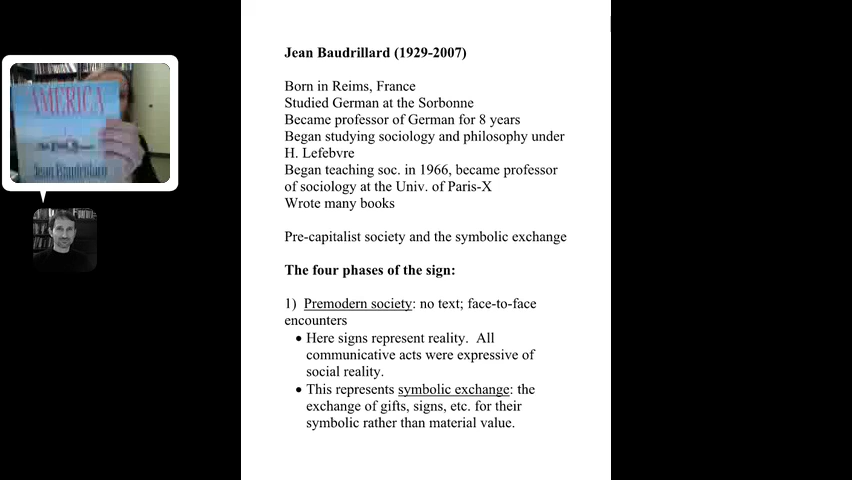 AMERICA
Jean Baudrillard
Jean Baudrillard (1929-2007)
Born in Reims, France
Studied German at the Sorbonne
Became professor of German for 8 years
Began studying sociology and philosophy under
H. Lefebvre
Began teaching soc. in 1966, became professor
of sociology at the Univ. of Paris-X
Wrote many books
Pre-capitalist society and the symbolic exchange
The four phases of the sign:
1) Premodern society: no text; face-to-face
encounters
• Here signs represent reality. All
communicative acts were expressive of
social reality.
• This represents symbolic exchange: the
exchange of gifts, signs, etc. for their
symbolic rather than material value.